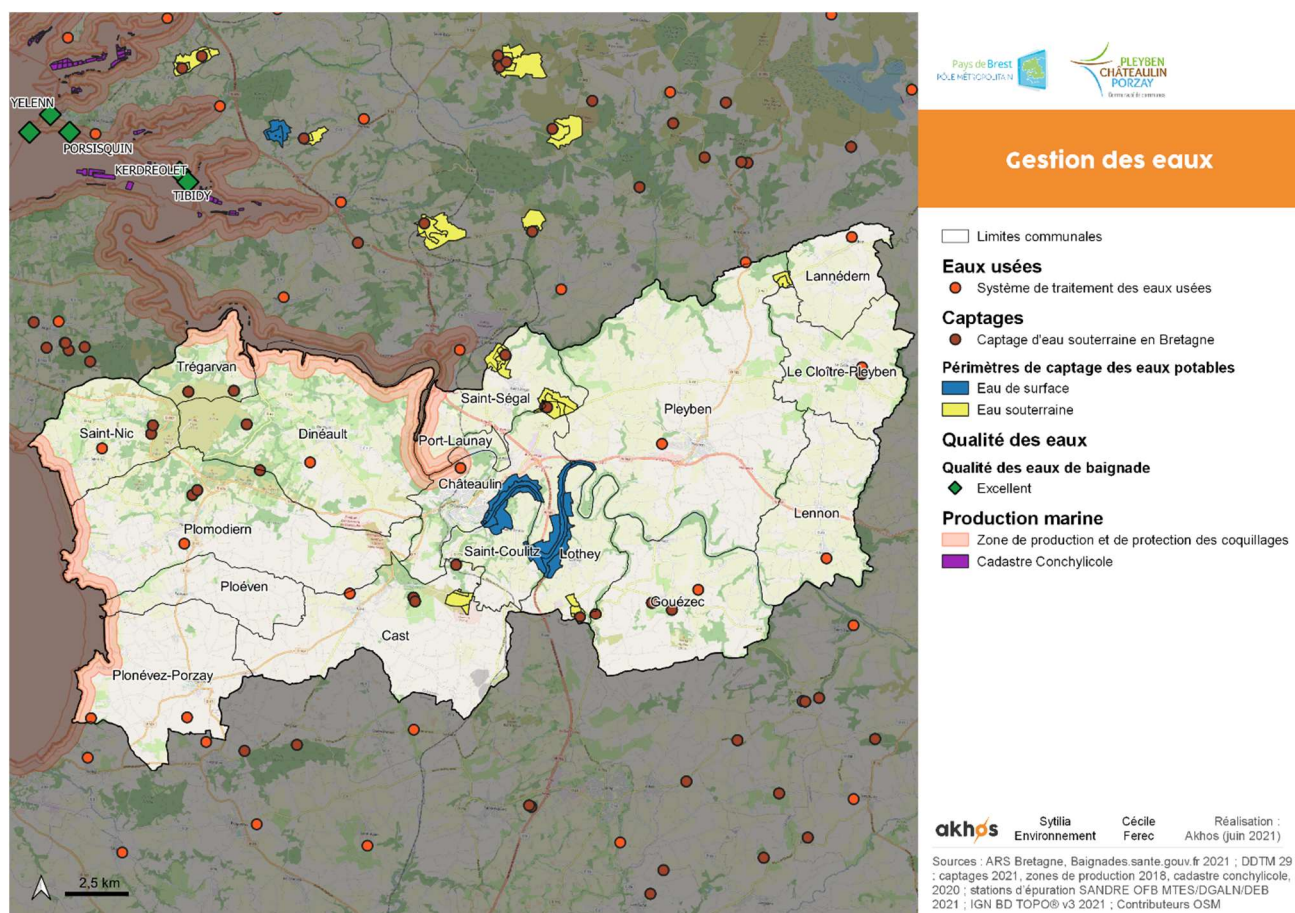 YELENN
PORSISQUIN
KERDRÉOLET
TIBIDY
Lannédern
Trégarvan
Le Cloître-Pleyben
Saint-Ségal
Pleyben
Saint-Nic
Dinéault
Port-Launay
Châteaulin
Lennon
Plomodiern
Saint-Coulitz
Lothey
Ploéven
Gouézec
Cast
Plonévez-Porzay
2,5 km
Pays de Brest
PÔLE MÉTROPOLITAIN
PLEYBEN
CHÂTEAULIN
PORZAY
Communauté de communes
Gestion des eaux
Limites communales
Eaux usées
Système de traitement des eaux usées
Captages
Captage d'eau souterraine en Bretagne
Périmètres de captage des eaux potables
Eau de surface
Eau souterraine
Qualité des eaux
Qualité des eaux de baignade
Excellent
Production marine
Zone de production et de protection des coquillages
Cadastre Conchylicole
akhos
Sytilia
Environnement
Cécile
Ferec
Réalisation :
Akhos (juin 2021)
Sources : ARS Bretagne, Baignades.sante.gouv.fr 2021 ; DDTM 29
: captages 2021, zones de production 2018, cadastre conchylicole,
2020 ; stations d'épuration SANDRE OFB MTES/DGALN/DEB
2021 ; IGN BD TOPO® v3 2021 ; Contributeurs OSM